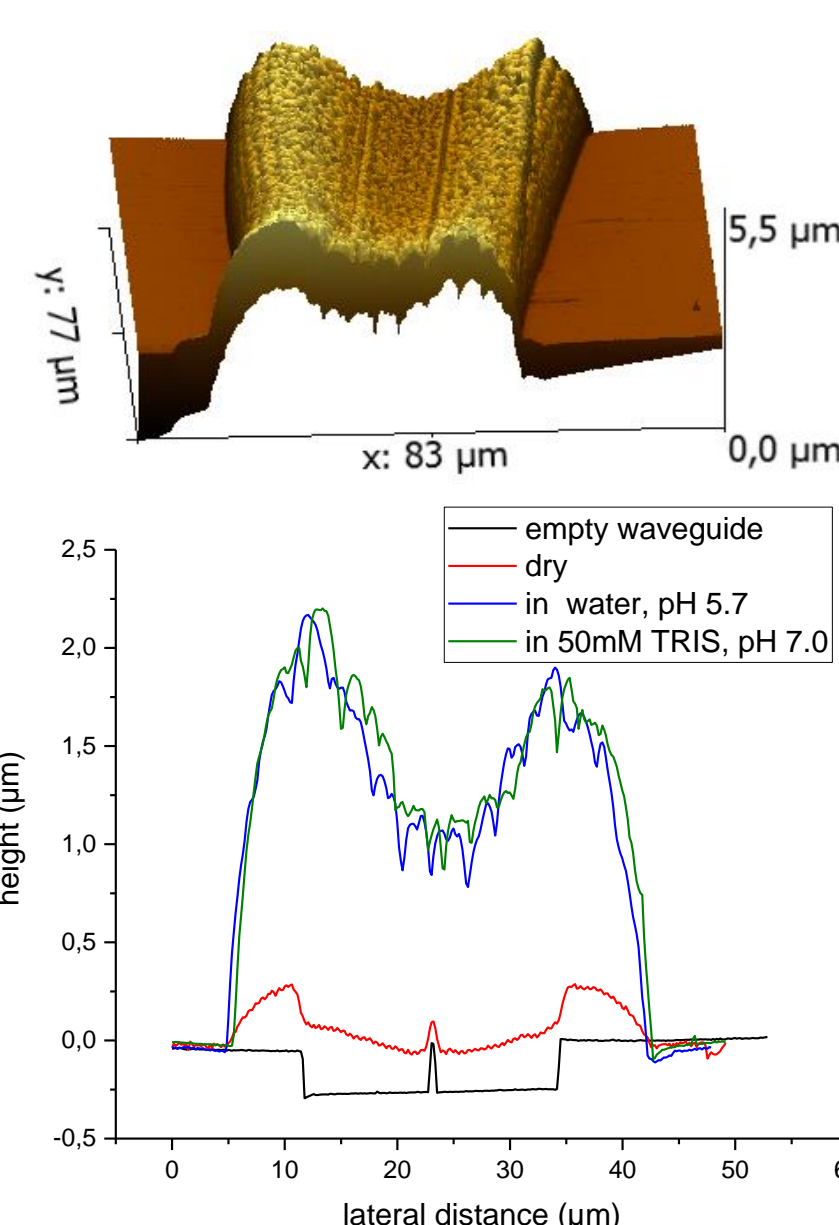 5,5 µm
y: 77 µm
x: 83 µm
0,0 µm
empty waveguide
dry
in water, pH 5.7
in 50mM TRIS, pH 7.0
2,5
2,0
1,5
1,0
0,5
0,0
-0,5
height (µm)
0 10 20 30 40 50 6
lateral distance (µm)